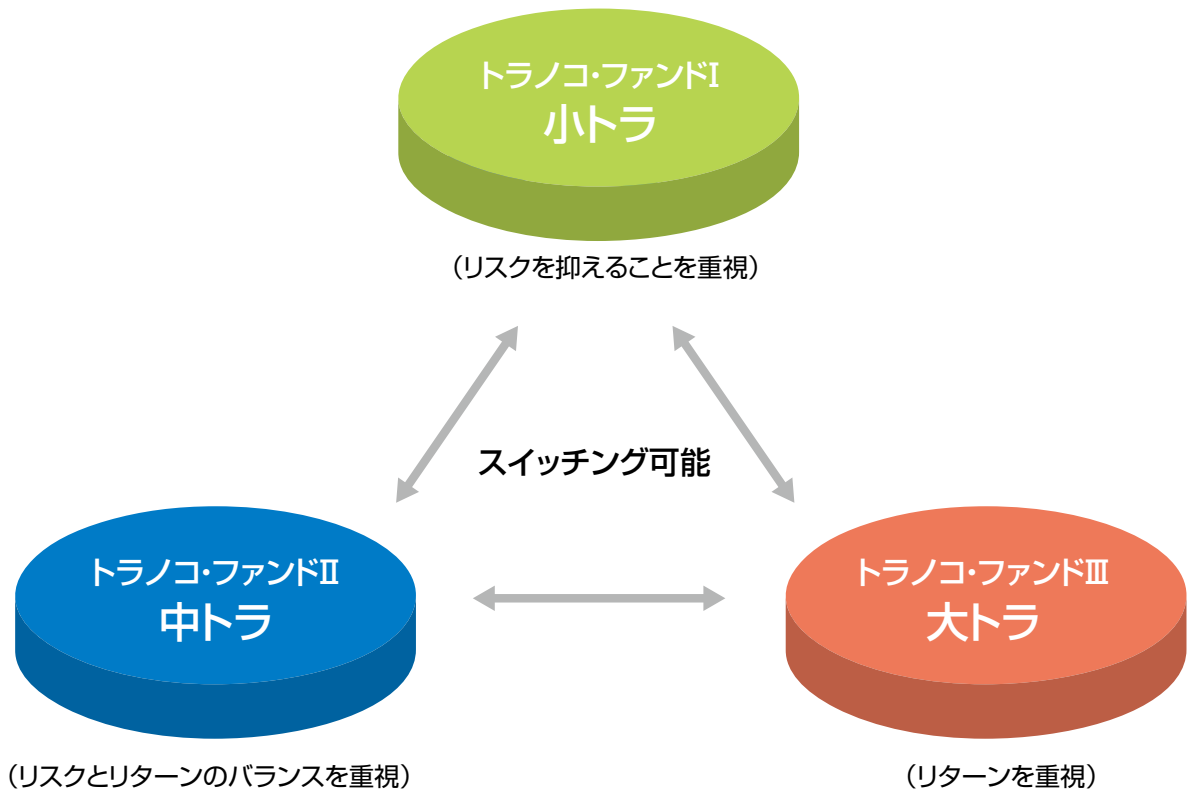 トラノコ・ファンドⅠ
小トラ
（リスクを抑えることを重視）
スイッチング可能
トラノコ・ファンドⅡ
中トラ
（リスクとリターンのバランスを重視）
トラノコ・ファンドⅢ
大トラ
（リターンを重視）